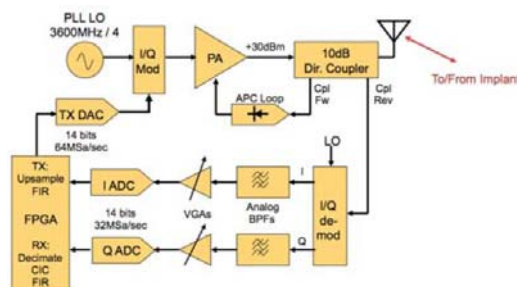 PLL LO
3600MHz / 4
I/Q
Mod
PA
+30dBm
10dB
Dir. Coupler
To/From Implant
Cpl
Fw
Cpl
Rev
APC Loop
TX DAC
14 bits
64MSa/sec
LO
TX:
Upsample
FIR
FPGA
RX:
Decimate
CIC
FIR
I ADC
14 bits
32MSa/sec
Q ADC
VGAs
Analog
BPFs
I
Q
I/Q
de-
mod